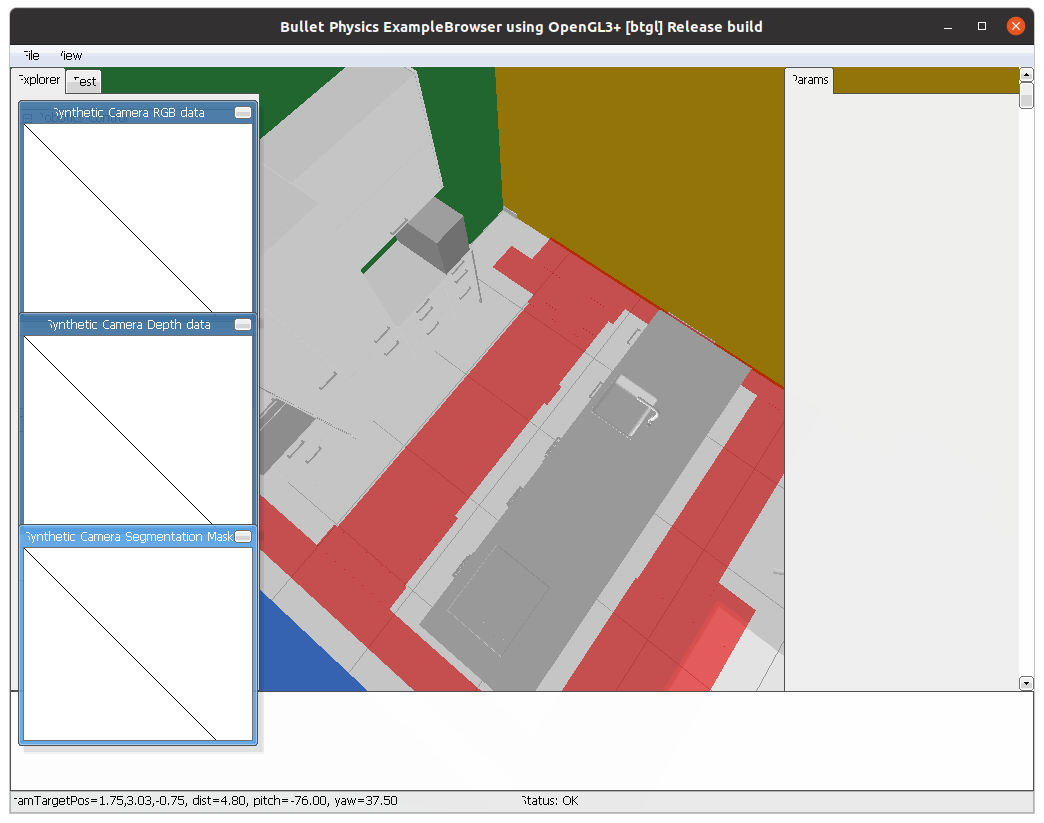 Bullet Physics ExampleBrowser using OpenGL3+ [btgl] Release build
File View
Explorer Test Params
Synthetic Camera RGB data
Synthetic Camera Depth data
Synthetic Camera Segmentation Mask
camTargetPos=1.75,3.03,-0.75, dist=4.80, pitch=-76.00, yaw=37.50 Status: OK